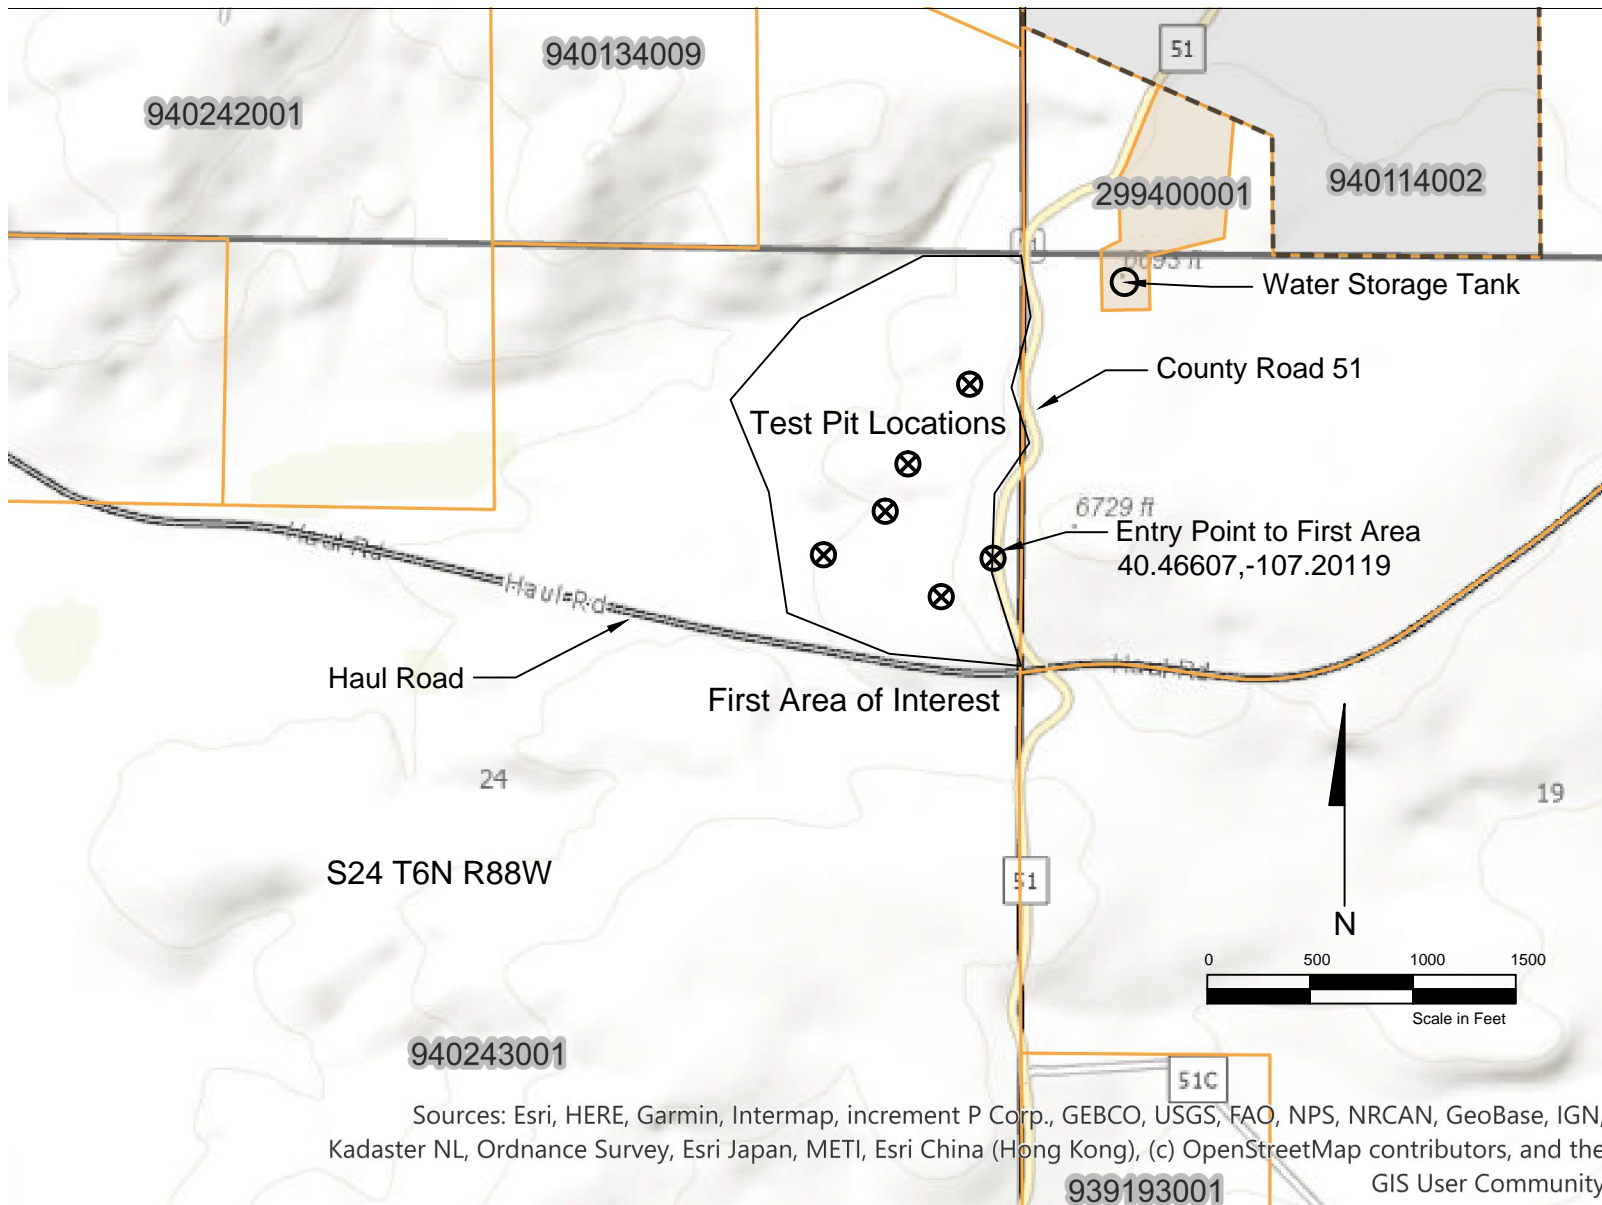 51
940134009
940242001
299400001
940114002
6693 ft
Water Storage Tank
County Road 51
Test Pit Locations
6729 ft
Entry Point to First Area
40.46607,-107.20119
Haul Rd
Haul Rd
Haul Rd
Haul Road
First Area of Interest
24
19
S24 T6N R88W
51
N
0 500 1000 1500
Scale in Feet
940243001
51C
Sources: Esri, HERE, Garmin, Intermap, increment P Corp., GEBCO, USGS, FAO, NPS, NRCAN, GeoBase, IGN,
Kadaster NL, Ordnance Survey, Esri Japan, METI, Esri China (Hong Kong), (c) OpenStreetMap contributors, and the
GIS User Community
939193001